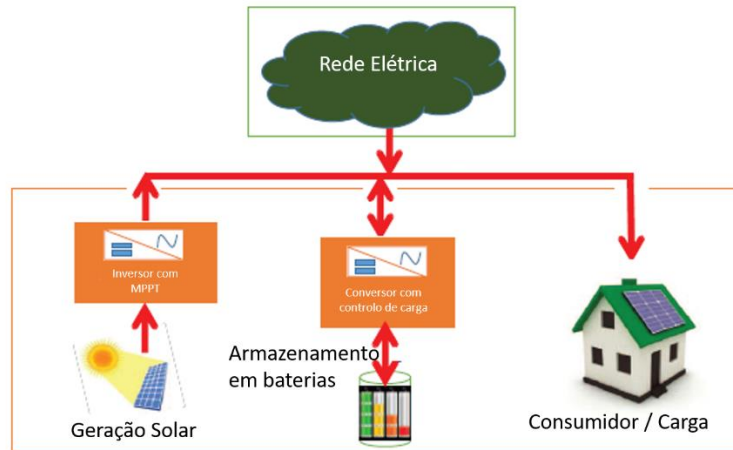 Rede Elétrica
Inversor com
MPPT
Conversor com
controlo de carga
Armazenamento
em baterias
Geração Solar
Consumidor / Carga